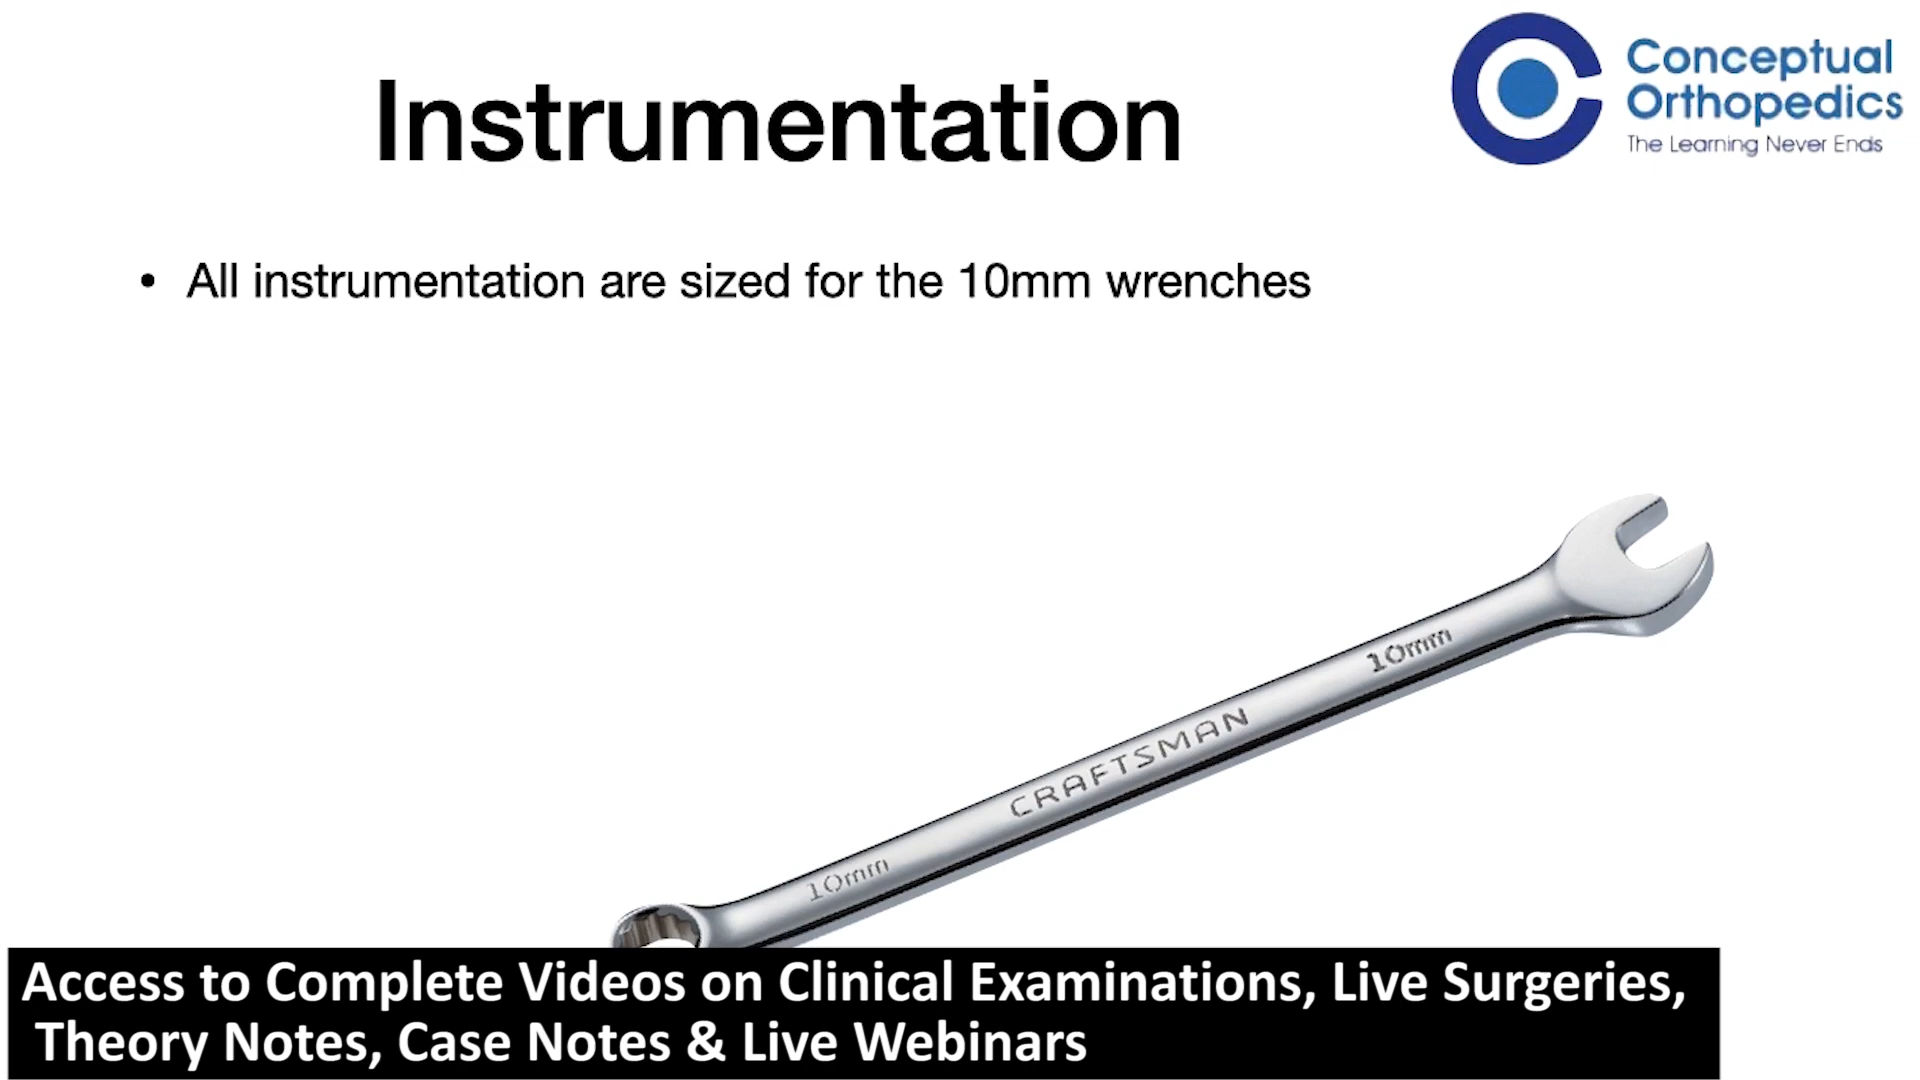 Conceptual
Orthopedics
The Learning Never Ends
Instrumentation
• All instrumentation are sized for the 10mm wrenches
10mm
CRAFTSMAN
10mm
Access to Complete Videos on Clinical Examinations, Live Surgeries,
Theory Notes, Case Notes & Live Webinars